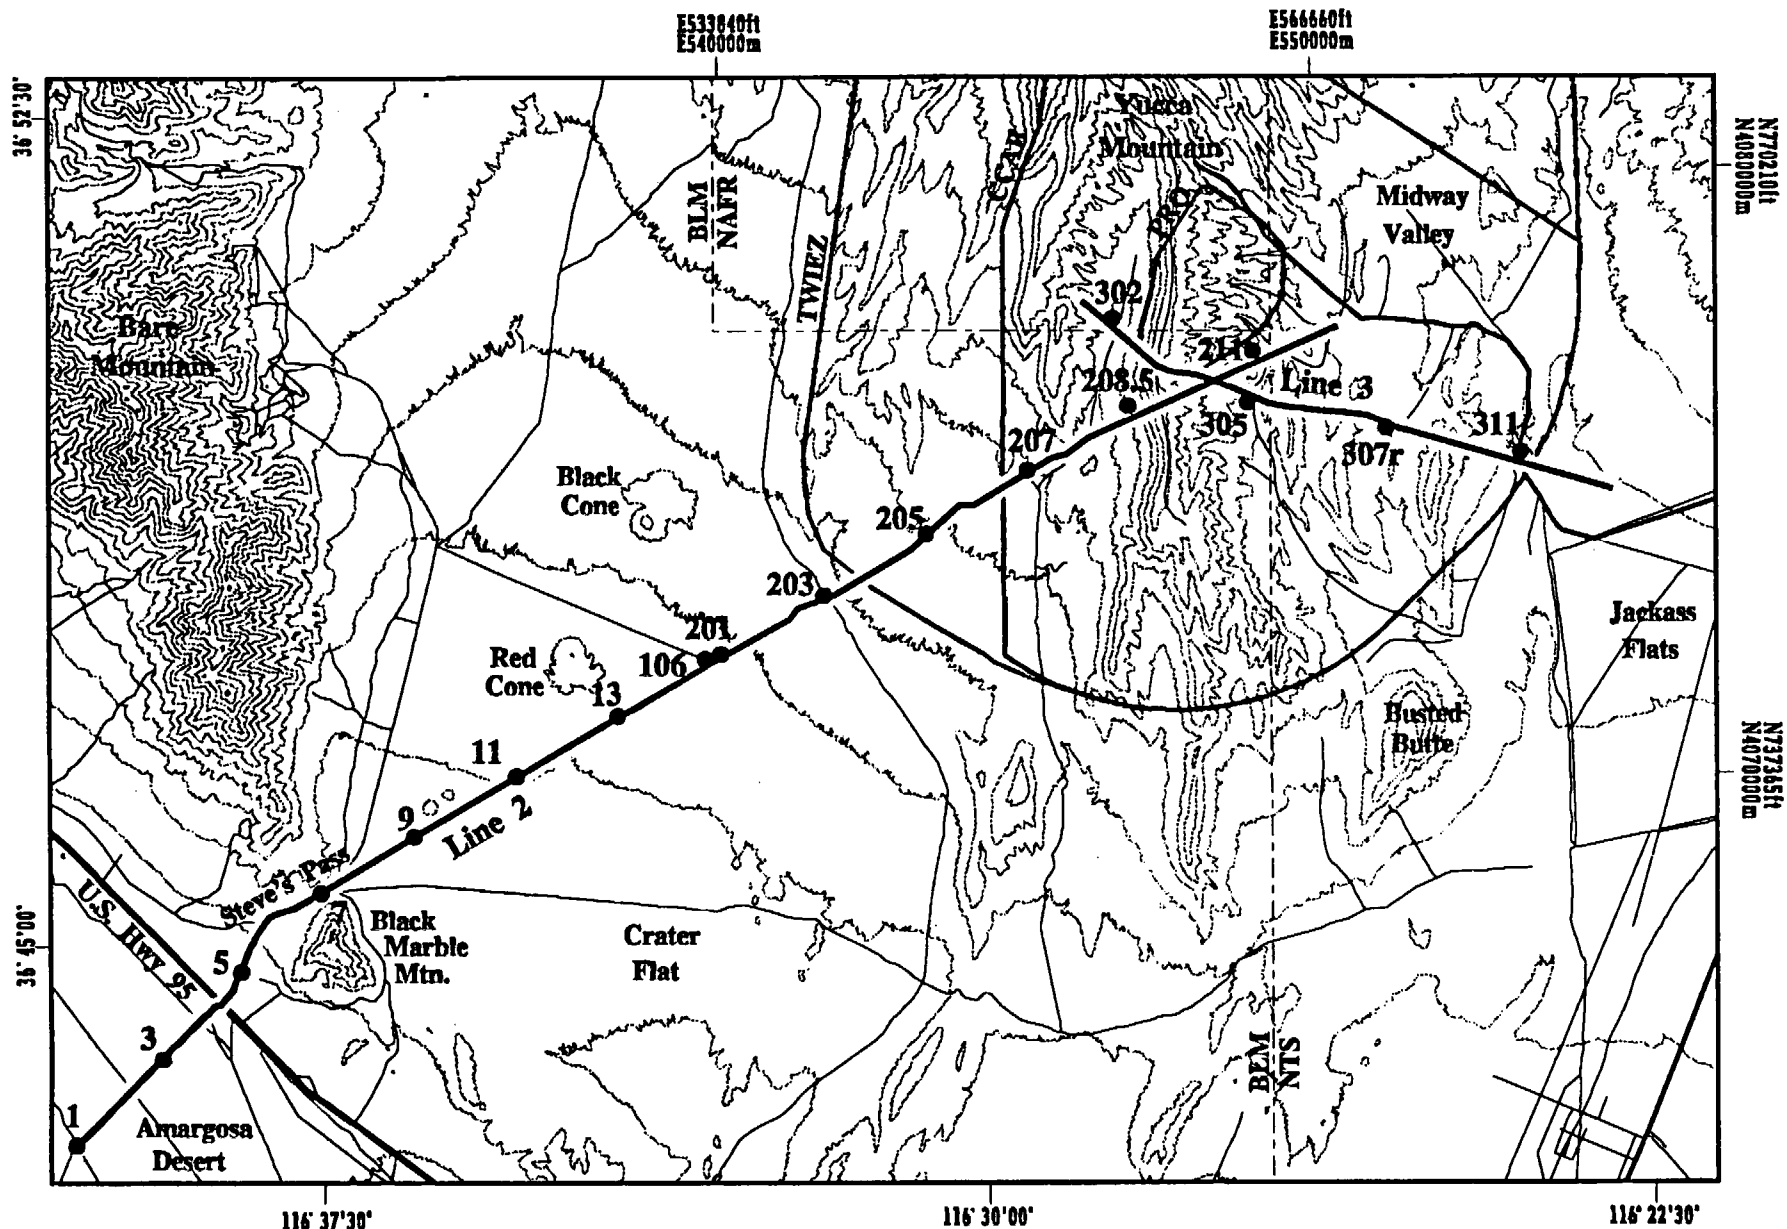 E533840ft
E540000m
E566660ft
E550000m
36° 52'30"
N770210ft
N4080000m
Yucca
Mountain
CCAR
PRO
BLM
NAFR
TWIEZ
Midway
Valley
302
Bare
Mountain
211
208.5
Line 3
305
307r
311
207
Black
Cone
205
203
201
106
Red
Cone
13
Jackass
Flats
Busted
Butte
N737365ft
N4070000m
11
9
Line 2
Steve's Pass
7
U.S. Hwy 95
Black
Marble
Mtn.
Crater
Flat
36° 45'00"
5
3
BLM
NTS
1
Amargosa
Desert
116° 37'30"
116° 30'00"
116° 22'30"